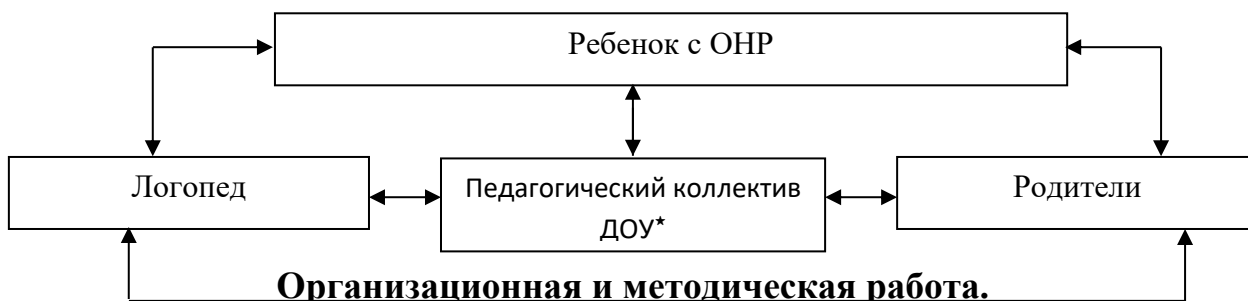 Ребенок с ОНР
Логопед
Педагогический коллектив
ДОУ*
Родители
Организационная и методическая работа.